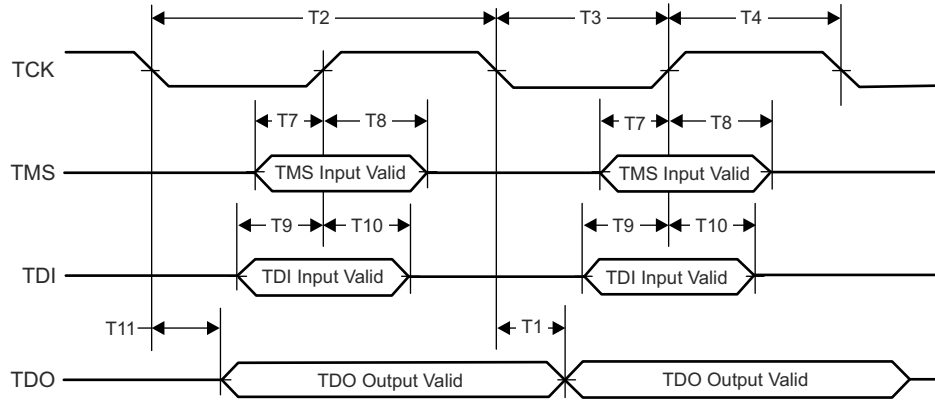 T2
T3
T4
TCK
T7
T8
T7
T8
TMS
TMS Input Valid
TMS Input Valid
T9
T10
T9
T10
TDI
TDI Input Valid
TDI Input Valid
T11
T1
TDO
TDO Output Valid
TDO Output Valid